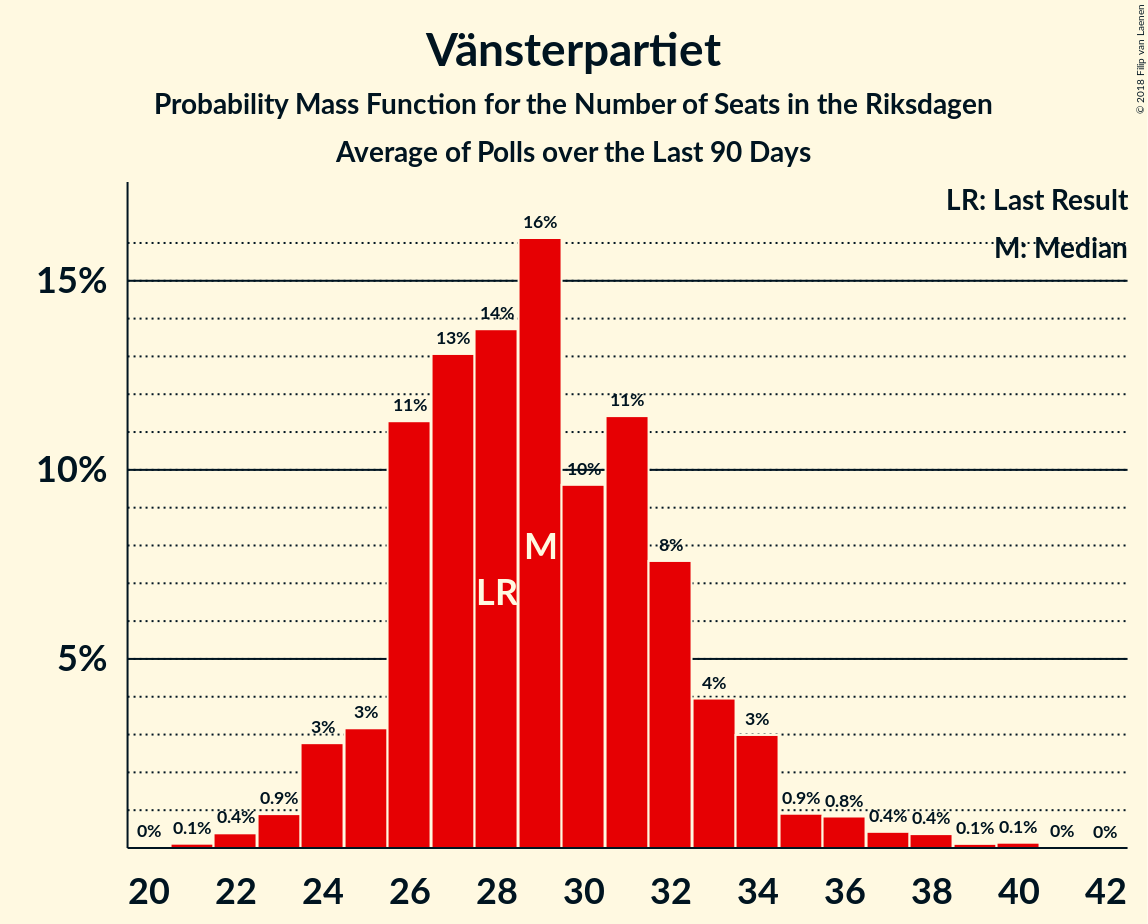 Vänsterpartiet
Probability Mass Function for the Number of Seats in the Riksdagen
Average of Polls over the Last 90 Days
© 2018 Filip van Laenen
LR: Last Result
M: Median
15%
10%
5%
0%
0.1%
0.4%
0.9%
3%
3%
11%
13%
14%
16%
10%
11%
8%
4%
3%
0.9%
0.8%
0.4%
0.4%
0.1%
0.1%
0%
0%
M
LR
20 22 24 26 28 30 32 34 36 38 40 42